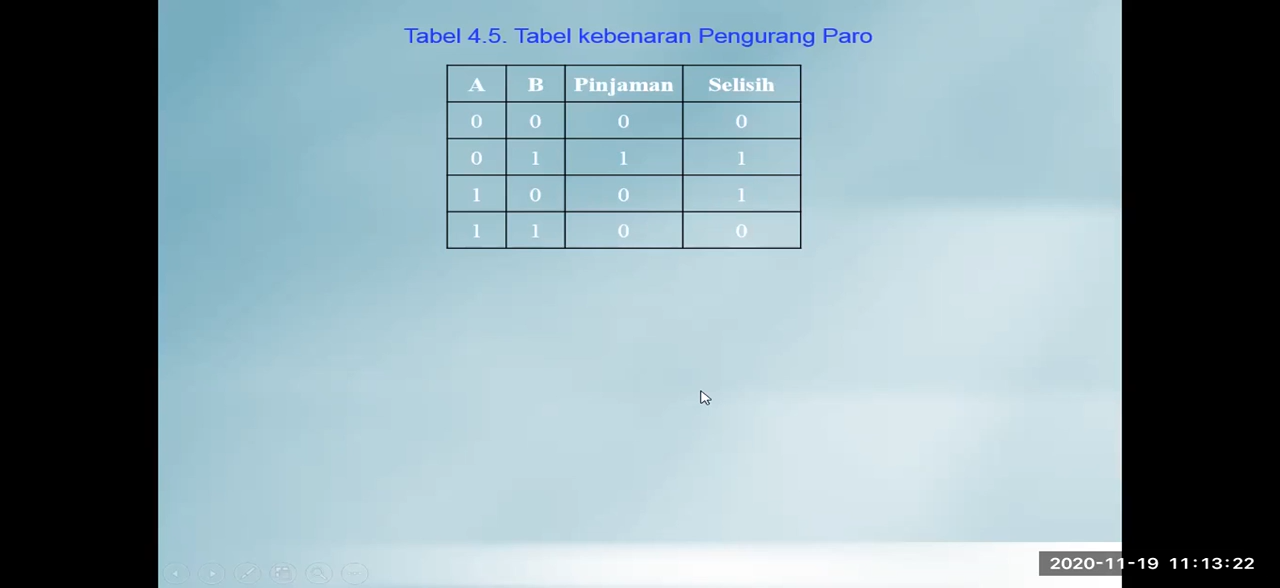 Tabel 4.5. Tabel kebenaran Pengurang Paro
A B Pinjaman Selisih
0 0 0 0
0 1 1 1
1 0 0 1
1 1 0 0
2020-11-19 11:13:22